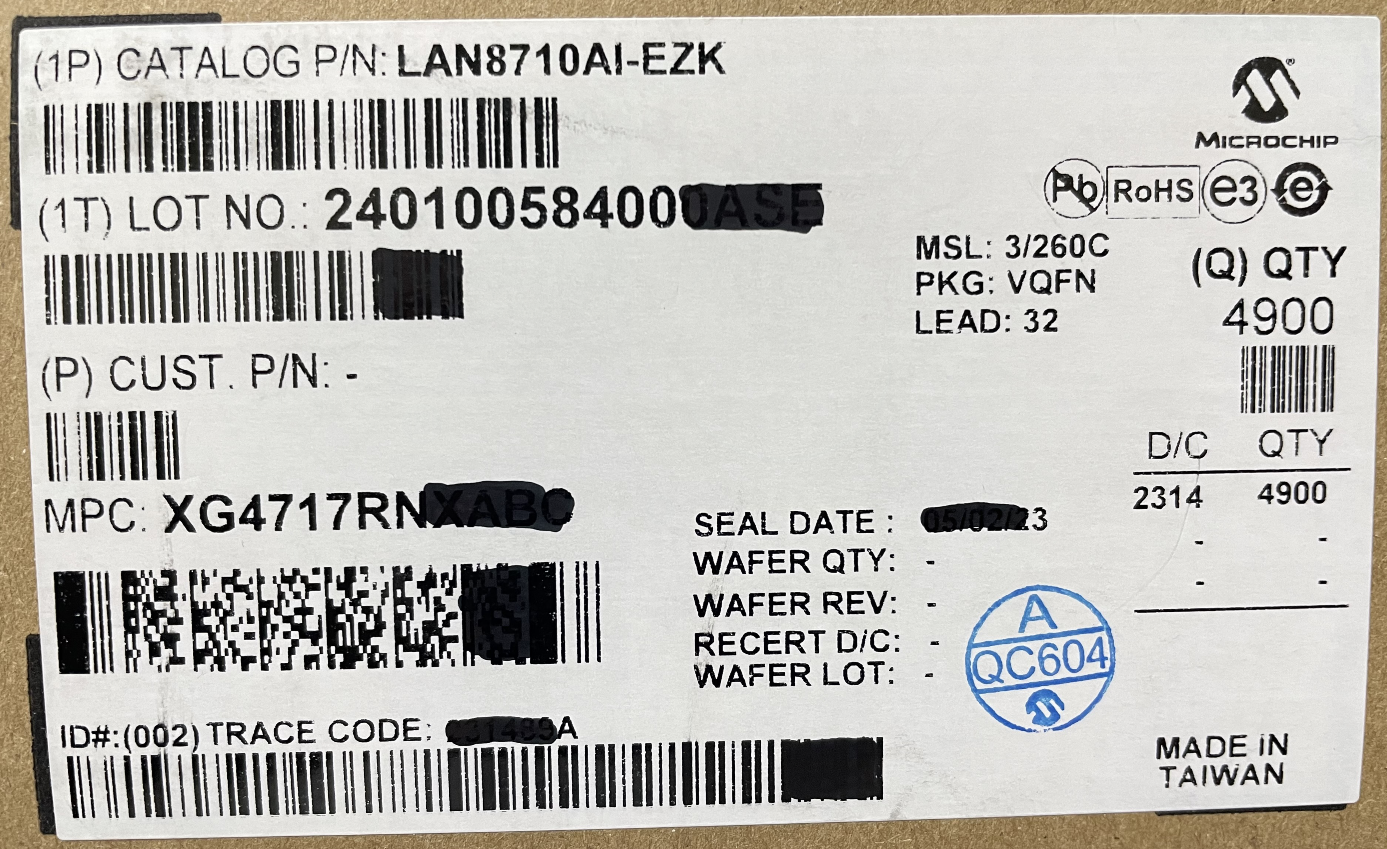 (1P) CATALOG P/N: LAN8710AI-EZK
MICROCHIP
Pb RoHS e3 e
(1T) LOT NO.: 240100584000
MSL: 3/260C
PKG: VQFN
LEAD: 32
(Q) QTY
4900
(P) CUST. P/N: -
D/C QTY
2314 4900
- -
- -
MPC: XG4717RN
SEAL DATE :
WAFER QTY: -
WAFER REV: -
RECERT D/C: -
WAFER LOT: -
A
QC604
ID#:(002) TRACE CODE:
MADE IN
TAIWAN